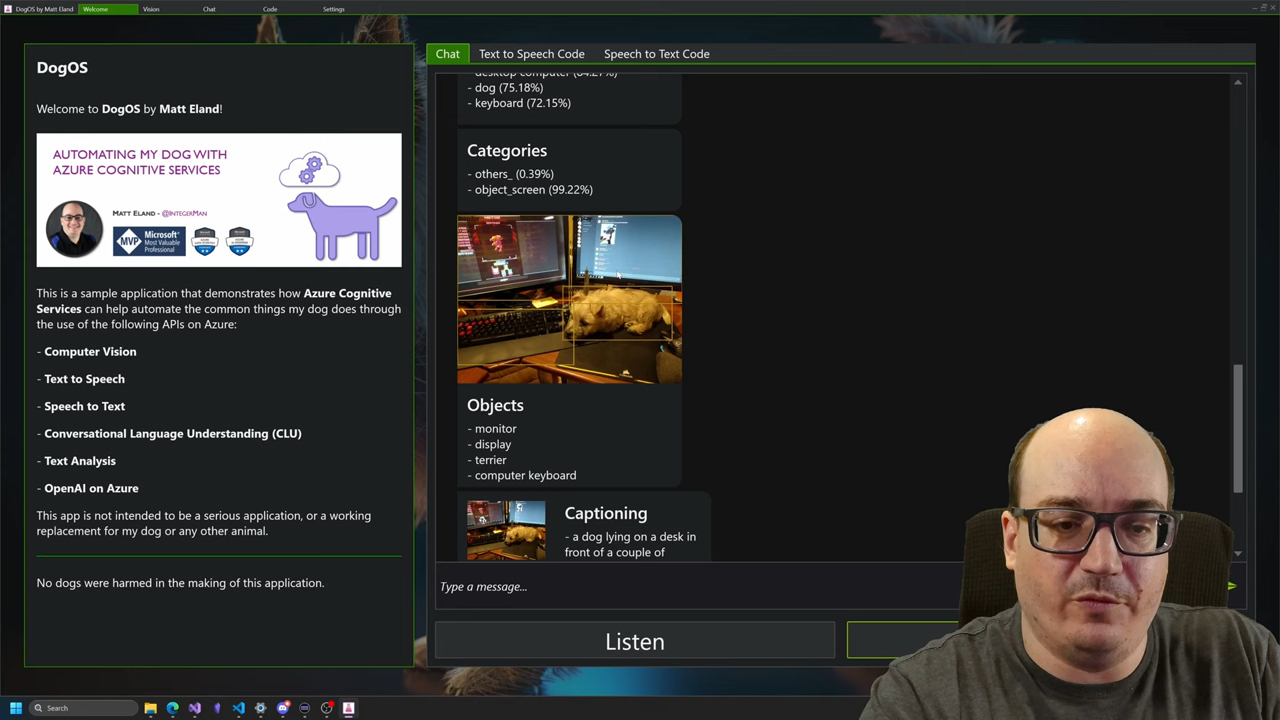 DogOS by Matt Eland
Welcome
Vision
Chat
Code
Settings
DogOS
Welcome to DogOS by Matt Eland!
AUTOMATING MY DOG WITH
AZURE COGNITIVE SERVICES
MATT ELAND - @INTEGERMAN
MVP
Microsoft
Most Valuable
Professional
This is a sample application that demonstrates how Azure Cognitive
Services can help automate the common things my dog does through
the use of the following APIs on Azure:
- Computer Vision
- Text to Speech
- Speech to Text
- Conversational Language Understanding (CLU)
- Text Analysis
- OpenAI on Azure
This app is not intended to be a serious application, or a working
replacement for my dog or any other animal.
No dogs were harmed in the making of this application.
Chat
Text to Speech Code
Speech to Text Code
- desktop computer
- dog (75.18%)
- keyboard (72.15%)
Categories
- others_ (0.39%)
- object_screen (99.22%)
Objects
- monitor
- display
- terrier
- computer keyboard
Captioning
- a dog lying on a desk in
front of a couple of
Type a message...
Listen
Search